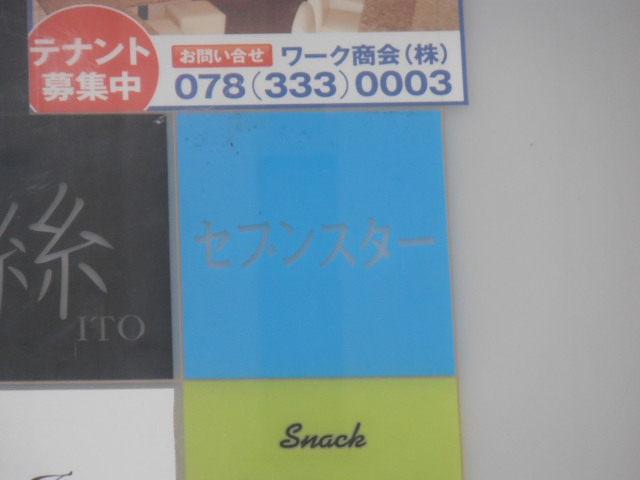 テナント
募集中
お問い合せ ワーク商会(株)
078(333)0003
絲
ITO
セブンスター
Snack